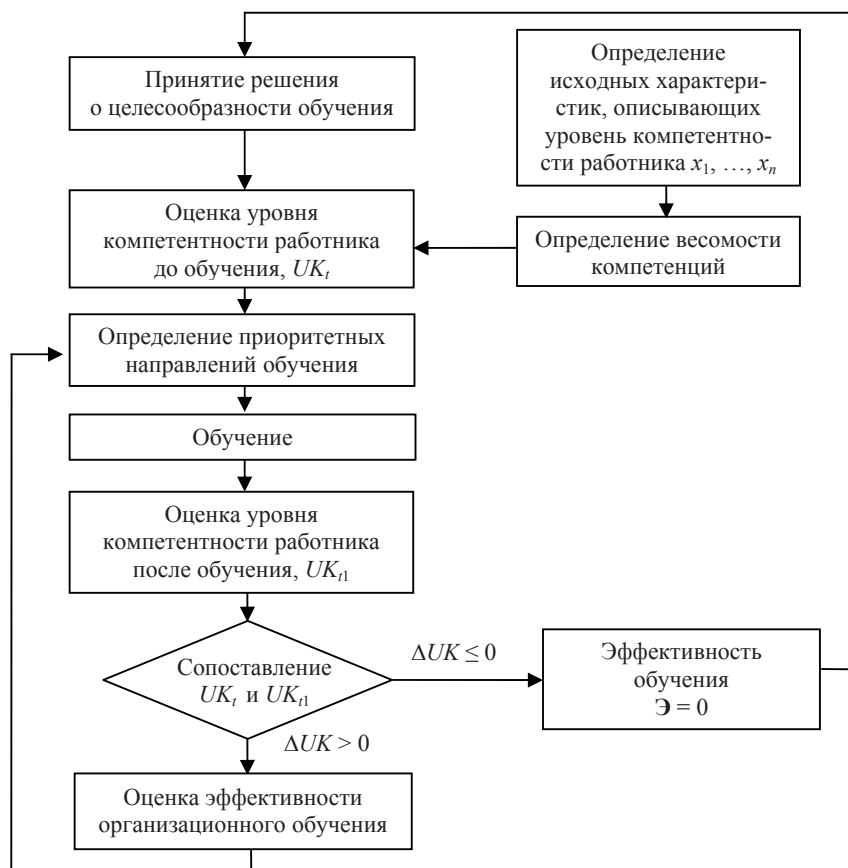 Принятие решения
о целесообразности обучения
Определение
исходных характери-
стик, описывающих
уровень компетентно-
сти работника x₁, …, xₙ
Оценка уровня
компетентности работника
до обучения, UKₜ
Определение весомости
компетенций
Определение приоритетных
направлений обучения
Обучение
Оценка уровня
компетентности работника
после обучения, UKₜ₁
Сопоставление
UKₜ и UKₜ₁
ΔUK ≤ 0
Эффективность
обучения
Э = 0
ΔUK > 0
Оценка эффективности
организационного обучения